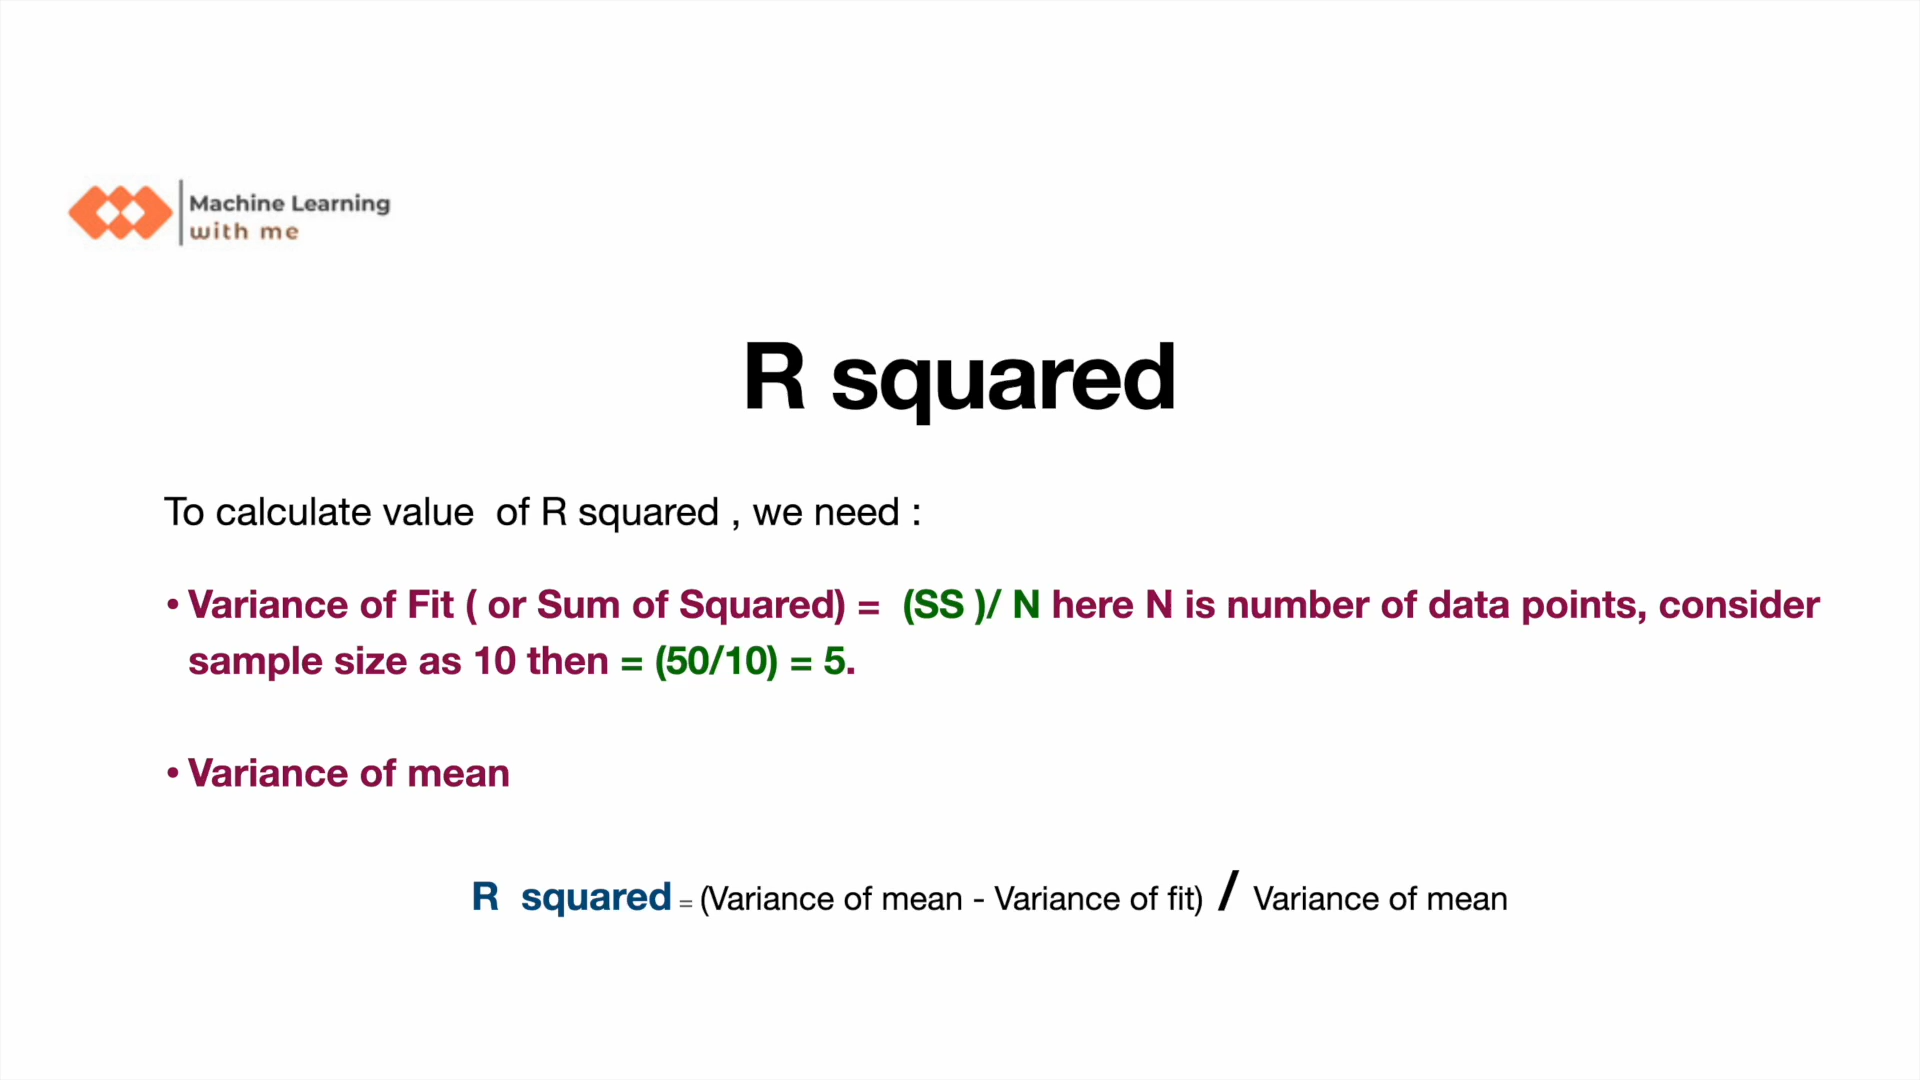 Machine Learning
with me
R squared
To calculate value  of R squared , we need :
• Variance of Fit ( or Sum of Squared) =  (SS )/ N here N is number of data points, consider
sample size as 10 then = (50/10) = 5.
• Variance of mean
R  squared = (Variance of mean - Variance of fit) / Variance of mean